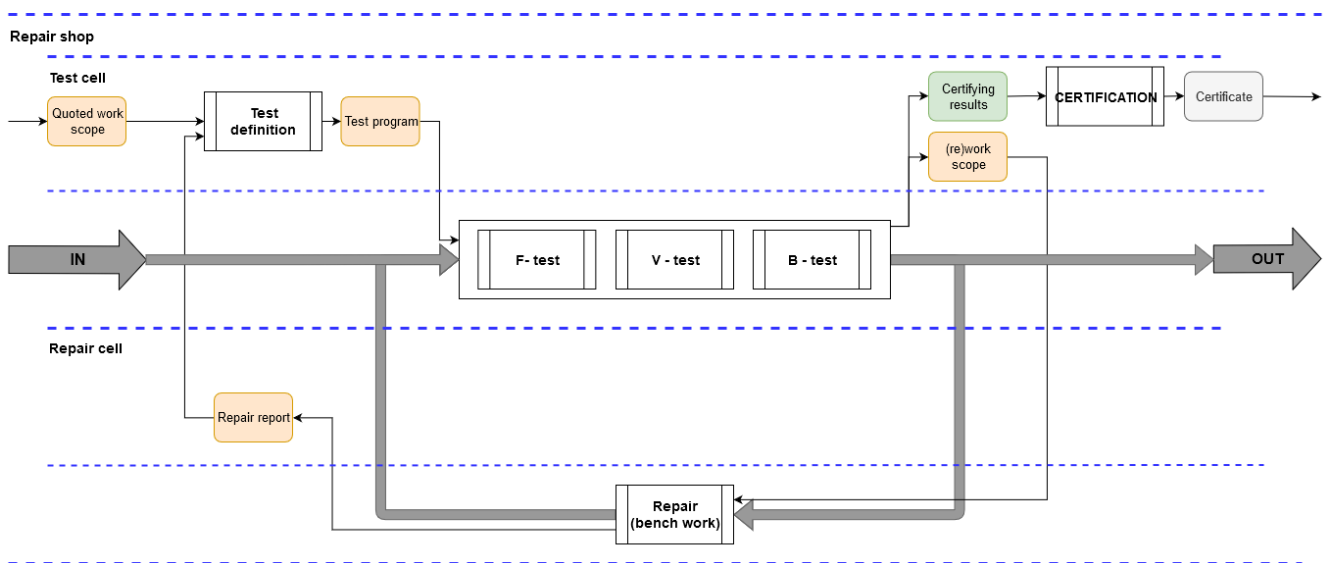 Repair shop
Test cell
Quoted work
scope
Test
definition
Test program
Certifying
results
CERTIFICATION
Certificate
(re)work
scope
IN
F- test
V - test
B - test
OUT
Repair cell
Repair report
Repair
(bench work)